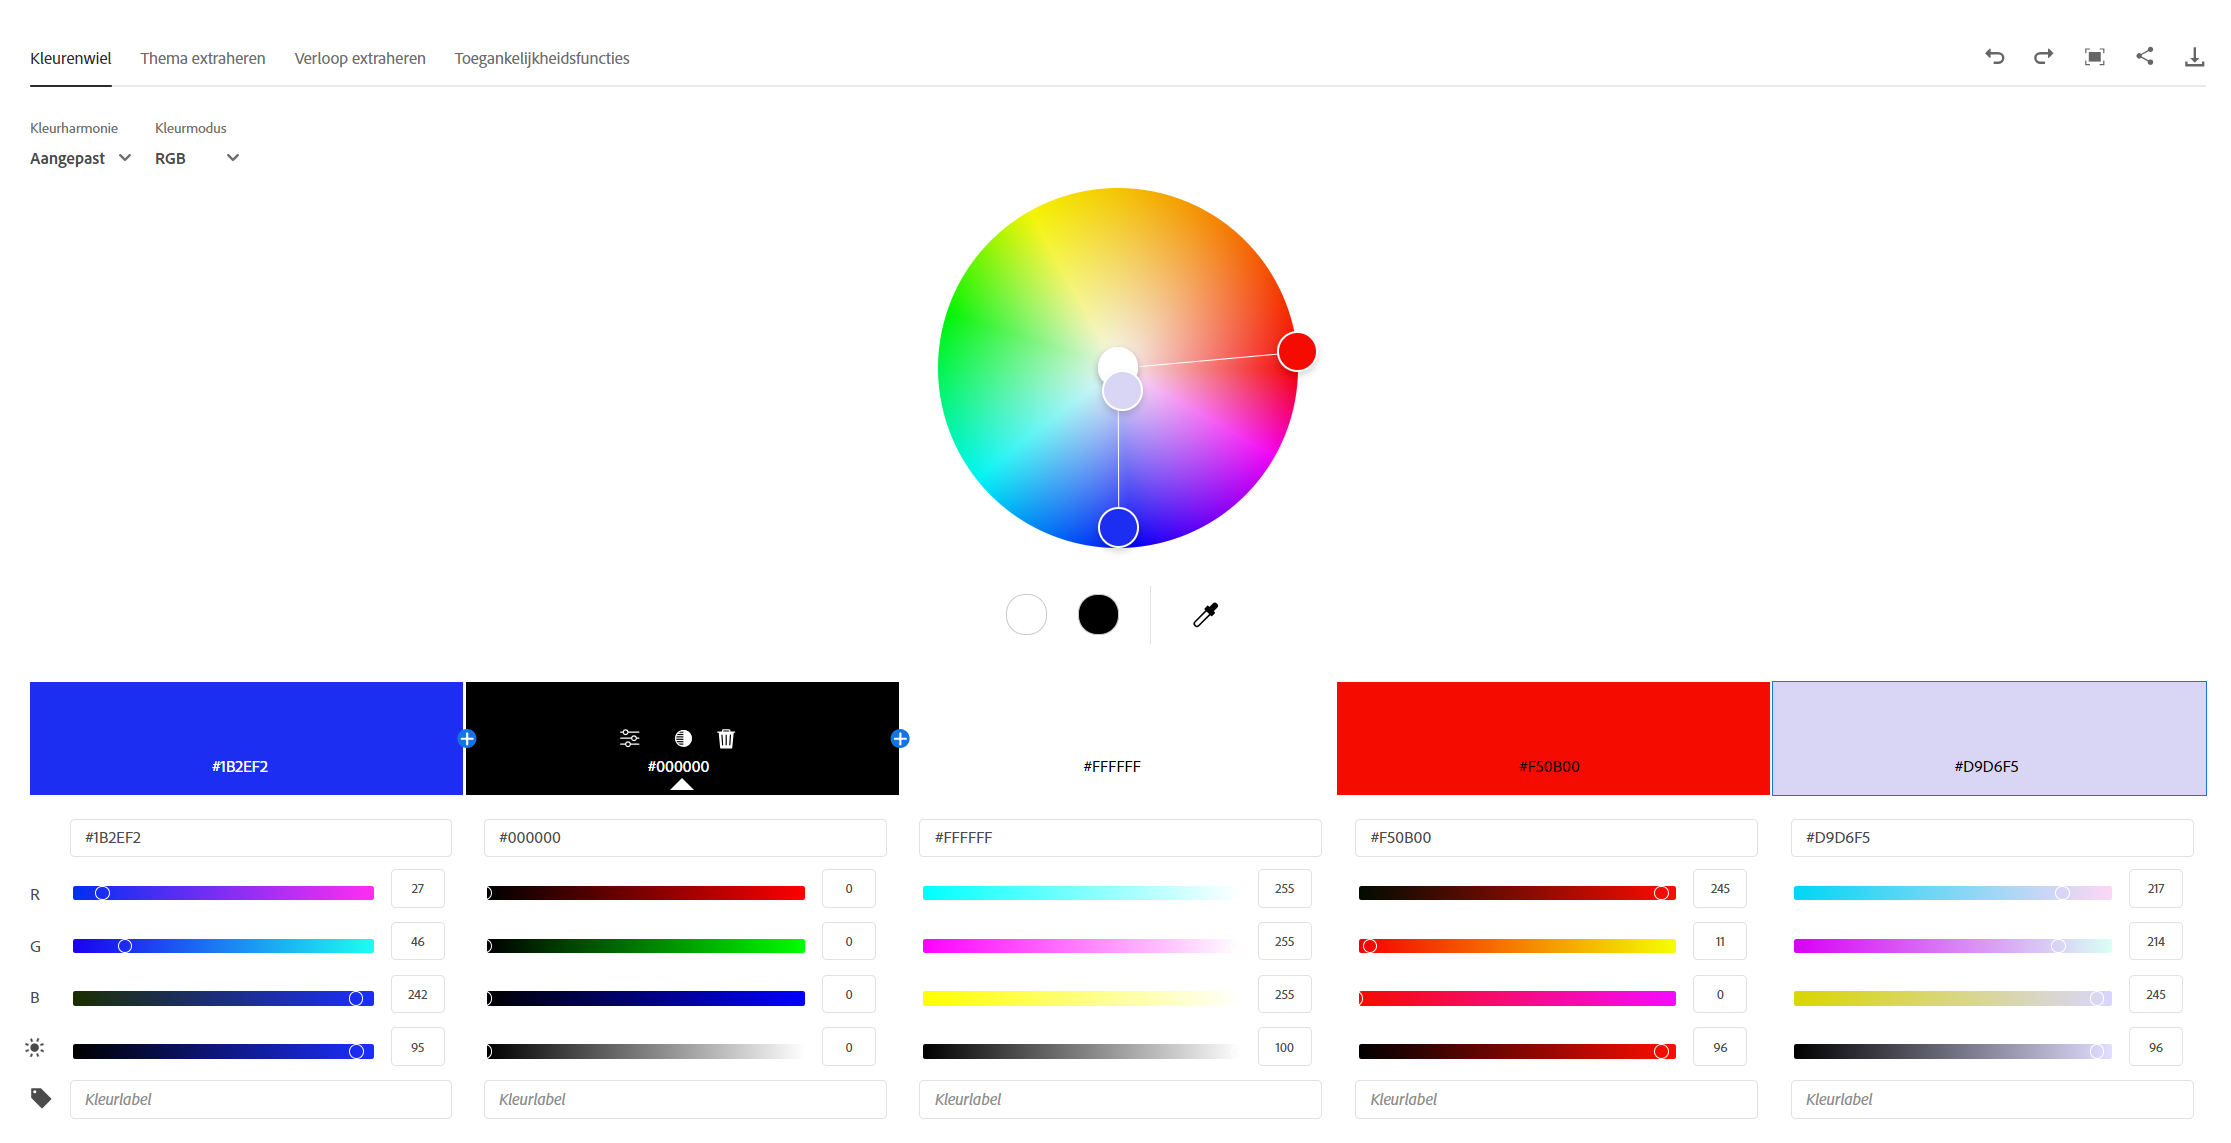 Kleurenwiel Thema extraheren Verloop extraheren Toegankelijkheidsfuncties
Kleurharmonie Kleurmodus
Aangepast RGB
#1B2EF2 #000000 #FFFFFF #F50B00 #D9D6F5
#1B2EF2 #000000 #FFFFFF #F50B00 #D9D6F5
R 27 0 255 245 217
G 46 0 255 11 214
B 242 0 255 0 245
95 0 100 96 96
Kleurlabel Kleurlabel Kleurlabel Kleurlabel Kleurlabel